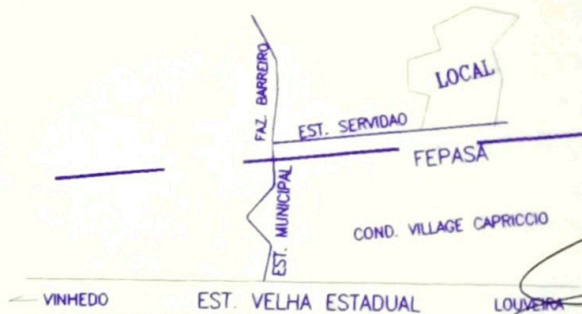 FAZ. BARREIRO
LOCAL
EST. SERVIDAO
FEPASA
EST. MUNICIPAL
COND. VILLAGE CAPRICCIO
VINHEDO
EST. VELHA ESTADUAL
LOUVEIRA